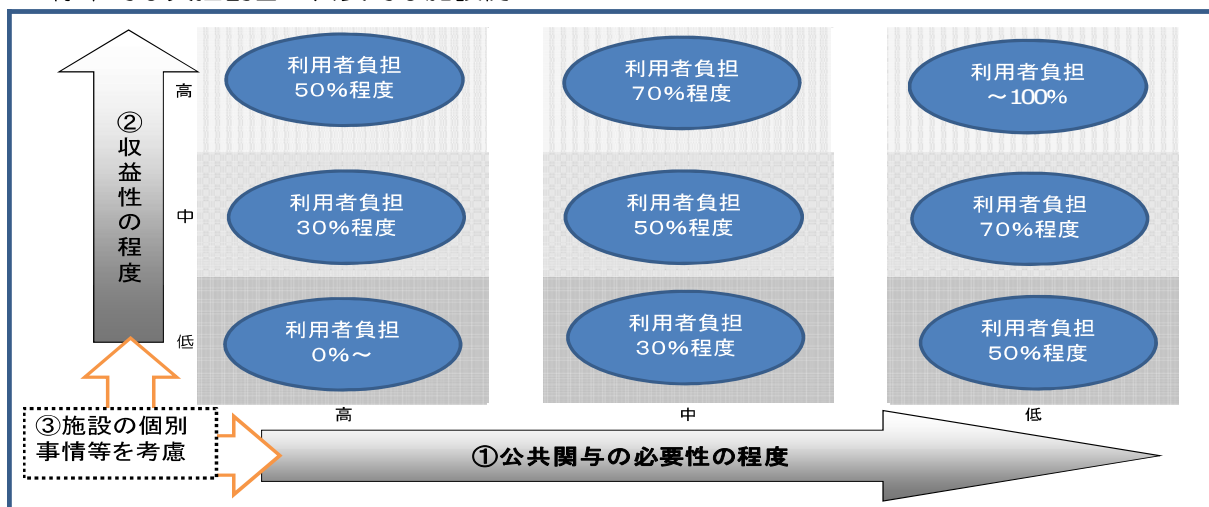 利用者負担
50%程度
利用者負担
70%程度
利用者負担
～100%
高
②収益性の程度
利用者負担
30%程度
利用者負担
50%程度
利用者負担
70%程度
中
利用者負担
0%～
利用者負担
30%程度
利用者負担
50%程度
低
③施設の個別
事情等を考慮
高
中
低
①公共関与の必要性の程度